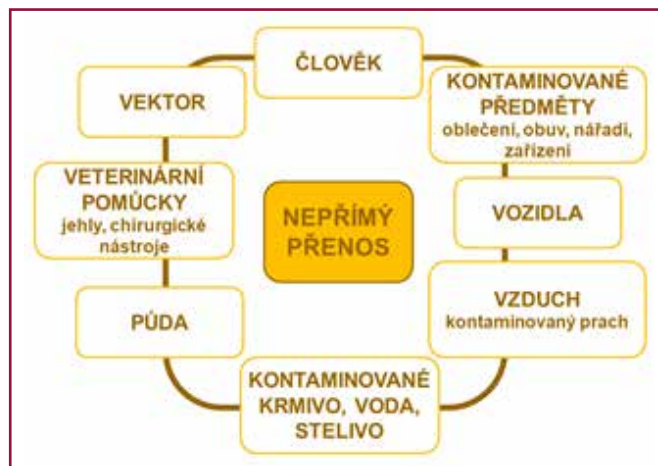 ČLOVĚK
KONTAMINOVANÉ
PŘEDMĚTY
oblečení, obuv, nářadí,
zařízení
VOZIDLA
VZDUCH
kontaminovaný prach
KONTAMINOVANÉ
KRMIVO, VODA,
STELIVO
PŮDA
VETERINÁRNÍ
POMŮCKY
jehly, chirurgické
nástroje
VEKTOR
NEPŘÍMÝ
PŘENOS